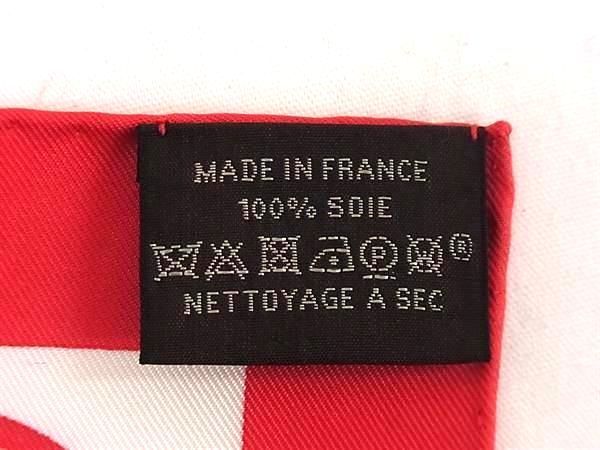 MADE IN FRANCE
100% SOIE
P ®
NETTOYAGE A SEC